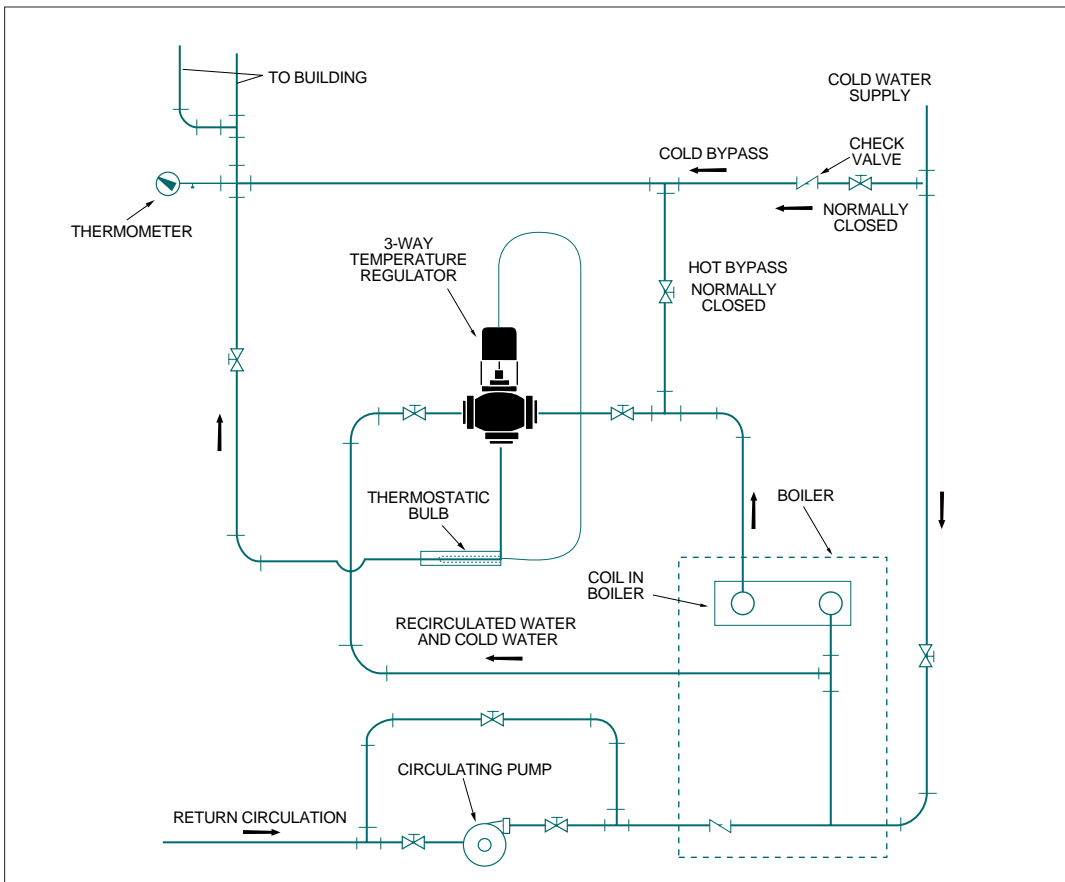 TO BUILDING
COLD WATER
SUPPLY
COLD BYPASS
CHECK
VALVE
THERMOMETER
NORMALLY
CLOSED
3-WAY
TEMPERATURE
REGULATOR
HOT BYPASS
NORMALLY
CLOSED
THERMOSTATIC
BULB
BOILER
COIL IN
BOILER
RECIRCULATED WATER
AND COLD WATER
CIRCULATING PUMP
RETURN CIRCULATION